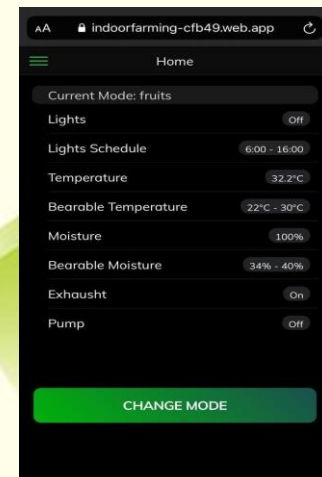 AA indoorfarming-cfb49.web.app
Home
Current Mode: fruits
Lights Off
Lights Schedule 6:00 - 16:00
Temperature 32.2°C
Bearable Temperature 22°C - 30°C
Moisture 100%
Bearable Moisture 34% - 40%
Exhausht On
Pump Off
CHANGE MODE